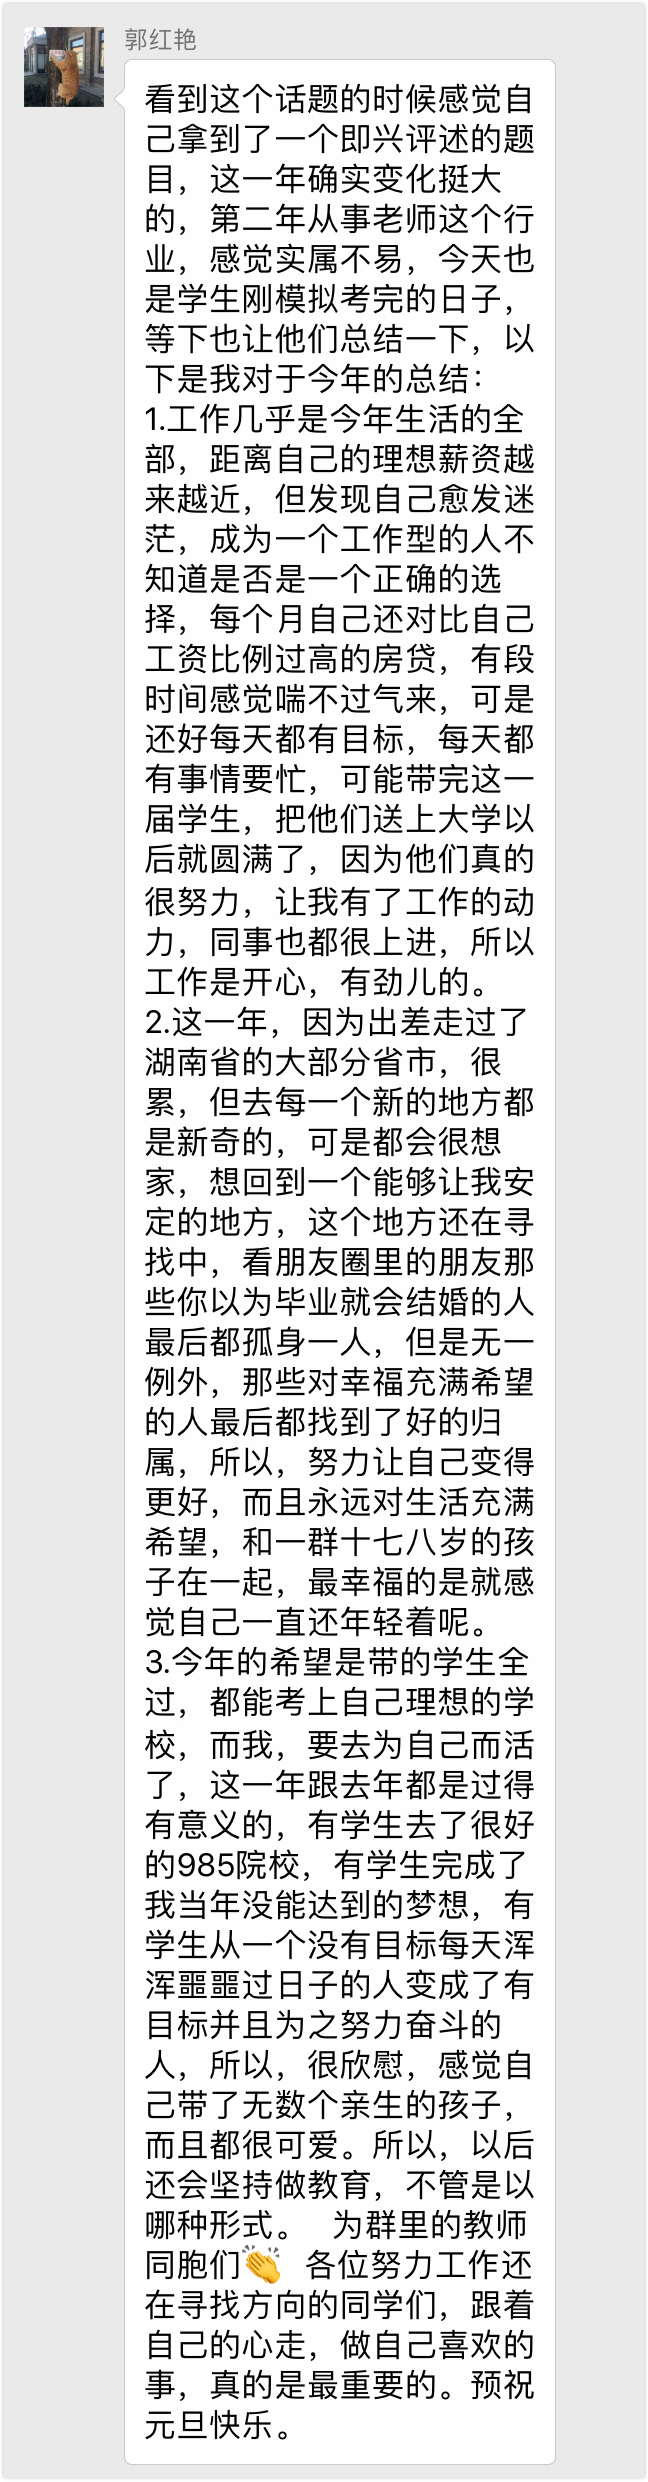 郭红艳
看到这个话题的时候感觉自
己拿到了一个即兴评述的题
目，这一年确实变化挺大
的，第二年从事老师这个行
业，感觉实属不易，今天也
是学生刚模拟考完的日子，
等下也让他们总结一下，以
下是我对于今年的总结：
1.工作几乎是今年生活的全
部，距离自己的理想薪资越
来越近，但发现自己愈发迷
茫，成为一个工作型的人不
知道是否是一个正确的选
择，每个月自己还对比自己
工资比例过高的房贷，有段
时间感觉喘不过气来，可是
还好每天都有目标，每天都
有事情要忙，可能带完这一
届学生，把他们送上大学以
后就圆满了，因为他们真的
很努力，让我有了工作的动
力，同事也都很上进，所以
工作是开心，有劲儿的。
2.这一年，因为出差走过了
湖南省的大部分省市，很
累，但去每一个新的地方都
是新奇的，可是都会很想
家，想回到一个能够让我安
定的地方，这个地方还在寻
找中，看朋友圈里的朋友那
些你以为毕业就会结婚的人
最后都孤身一人，但是无一
例外，那些对幸福充满希望
的人最后都找到了好的归
属，所以，努力让自己变得
更好，而且永远对生活充满
希望，和一群十七八岁的孩
子在一起，最幸福的是就感
觉自己一直还年轻着呢。
3.今年的希望是带的学生全
过，都能考上自己理想的学
校，而我，要去为自己而活
了，这一年跟去年都是过得
有意义的，有学生去了很好
的985院校，有学生完成了
我当年没能达到的梦想，有
学生从一个没有目标每天浑
浑噩噩过日子的人变成了有
目标并且为之努力奋斗的
人，所以，很欣慰，感觉自
己带了无数个亲生的孩子，
而且都很可爱。所以，以后
还会坚持做教育，不管是以
哪种形式。 为群里的教师
同胞们👏 各位努力工作还
在寻找方向的同学们，跟着
自己的心走，做自己喜欢的
事，真的是最重要的。预祝
元旦快乐。